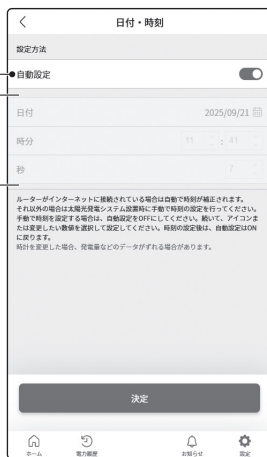 日付・時刻
設定方法
自動設定
日付 2025/09/21
時分 11 : 41
秒 7
ルーターがインターネットに接続されている場合は自動で時刻が補正されます。
それ以外の場合は太陽光発電システム設置時に手動で時刻の設定を行ってください。
手動で時刻を設定する場合は、自動設定をOFFにしてください。続いて、アイコンま
たは変更したい数値を選択して設定してください。時刻の設定後は、自動設定はON
に戻ります。
時計を変更した場合、発電量などのデータがずれる場合があります。
決定
ホーム 電力履歴 お知らせ 設定